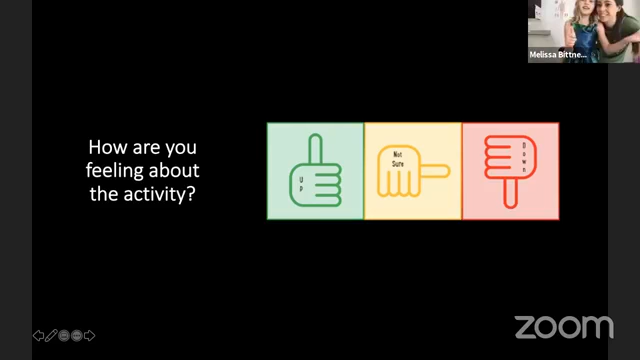 Melissa Bittne...
How are you
feeling about
the activity?
Up
Not
Sure
Down
zoom